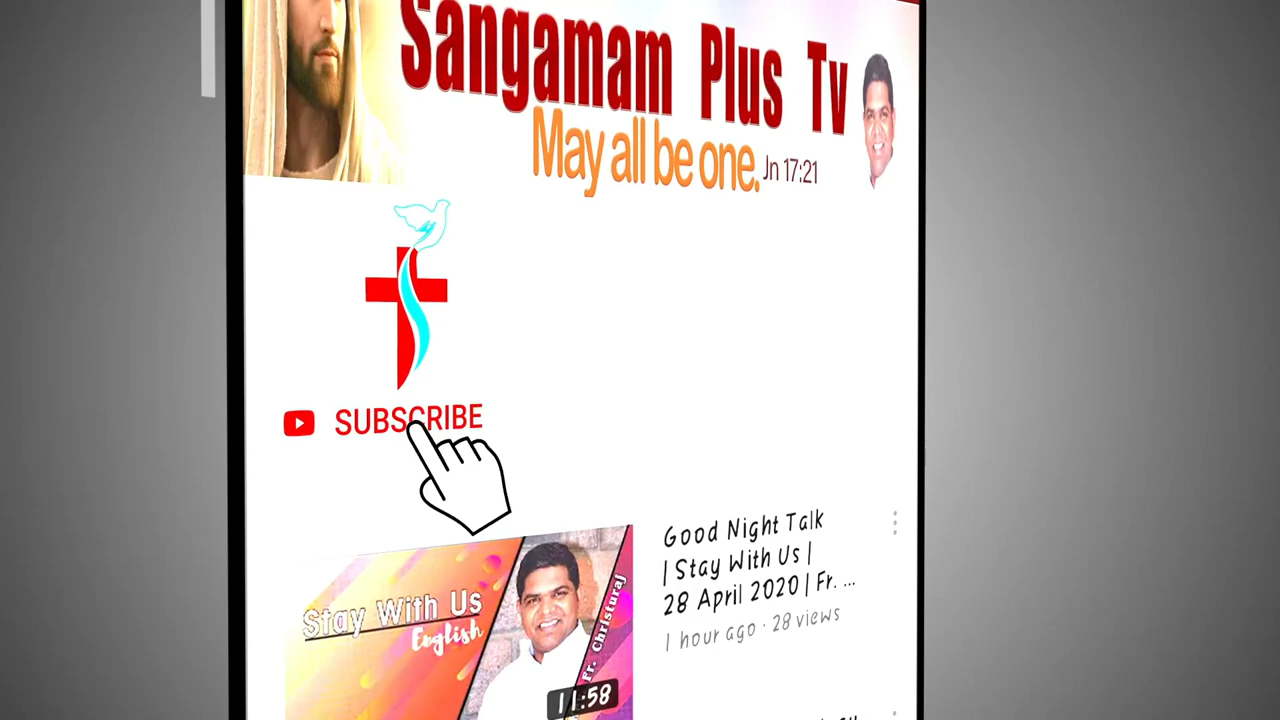 Sangamam Plus Tv
May all be one. Jn 17:21
SUBSCRIBE
Stay With Us
English
Fr. Christuraj
11:58
Good Night Talk
| Stay With Us |
28 April 2020 | Fr. ...
1 hour ago · 28 views